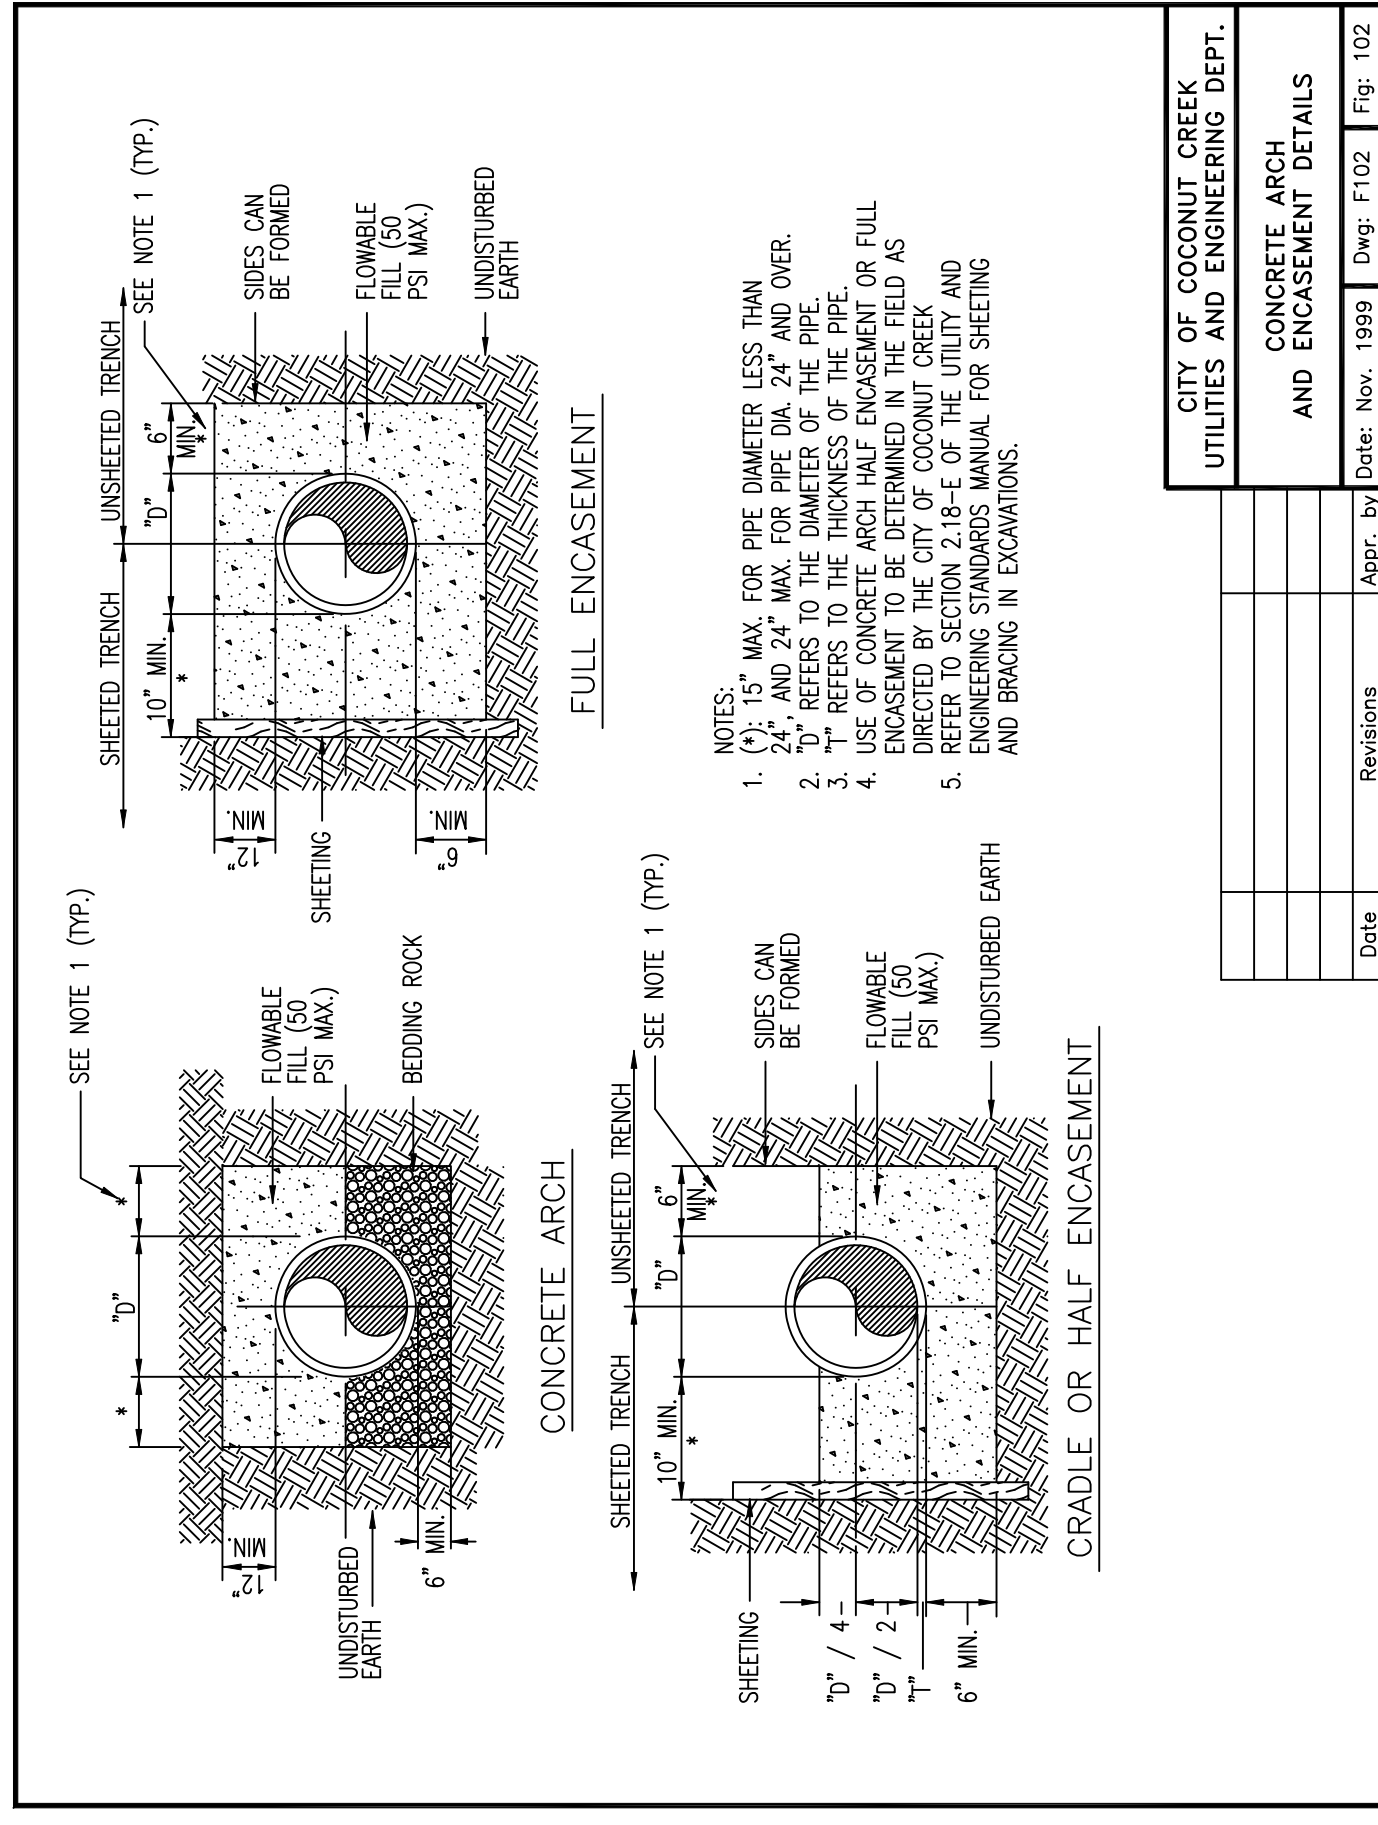 SEE NOTE 1 (TYP.)
*
"D"
*
12"
MIN.
FLOWABLE
FILL (50
PSI MAX.)
BEDDING ROCK
UNDISTURBED
EARTH
6" MIN.
CONCRETE ARCH
SHEETED TRENCH
UNSHEETED TRENCH
SEE NOTE 1 (TYP.)
10" MIN.
*
"D"
6"
MIN.
*
12"
MIN.
6"
MIN.
SHEETING
SIDES CAN
BE FORMED
FLOWABLE
FILL (50
PSI MAX.)
UNDISTURBED
EARTH
FULL ENCASEMENT
SHEETED TRENCH
UNSHEETED TRENCH
SEE NOTE 1 (TYP.)
10" MIN.
*
"D"
6"
MIN.
*
SHEETING
SIDES CAN
BE FORMED
FLOWABLE
FILL (50
PSI MAX.)
UNDISTURBED EARTH
"D" / 4
"D" / 2
"T"
6" MIN.
CRADLE OR HALF ENCASEMENT
NOTES:
1. (*): 15" MAX. FOR PIPE DIAMETER LESS THAN
24", AND 24" MAX. FOR PIPE DIA. 24" AND OVER.
2. "D" REFERS TO THE DIAMETER OF THE PIPE.
3. "T" REFERS TO THE THICKNESS OF THE PIPE.
4. USE OF CONCRETE ARCH HALF ENCASEMENT OR FULL
ENCASEMENT TO BE DETERMINED IN THE FIELD AS
DIRECTED BY THE CITY OF COCONUT CREEK
5. REFER TO SECTION 2.18-E OF THE UTILITY AND
ENGINEERING STANDARDS MANUAL FOR SHEETING
AND BRACING IN EXCAVATIONS.
Date
Revisions
Appr. by
CITY OF COCONUT CREEK
UTILITIES AND ENGINEERING DEPT.
CONCRETE ARCH
AND ENCASEMENT DETAILS
Date: Nov. 1999
Dwg: F102
Fig: 102